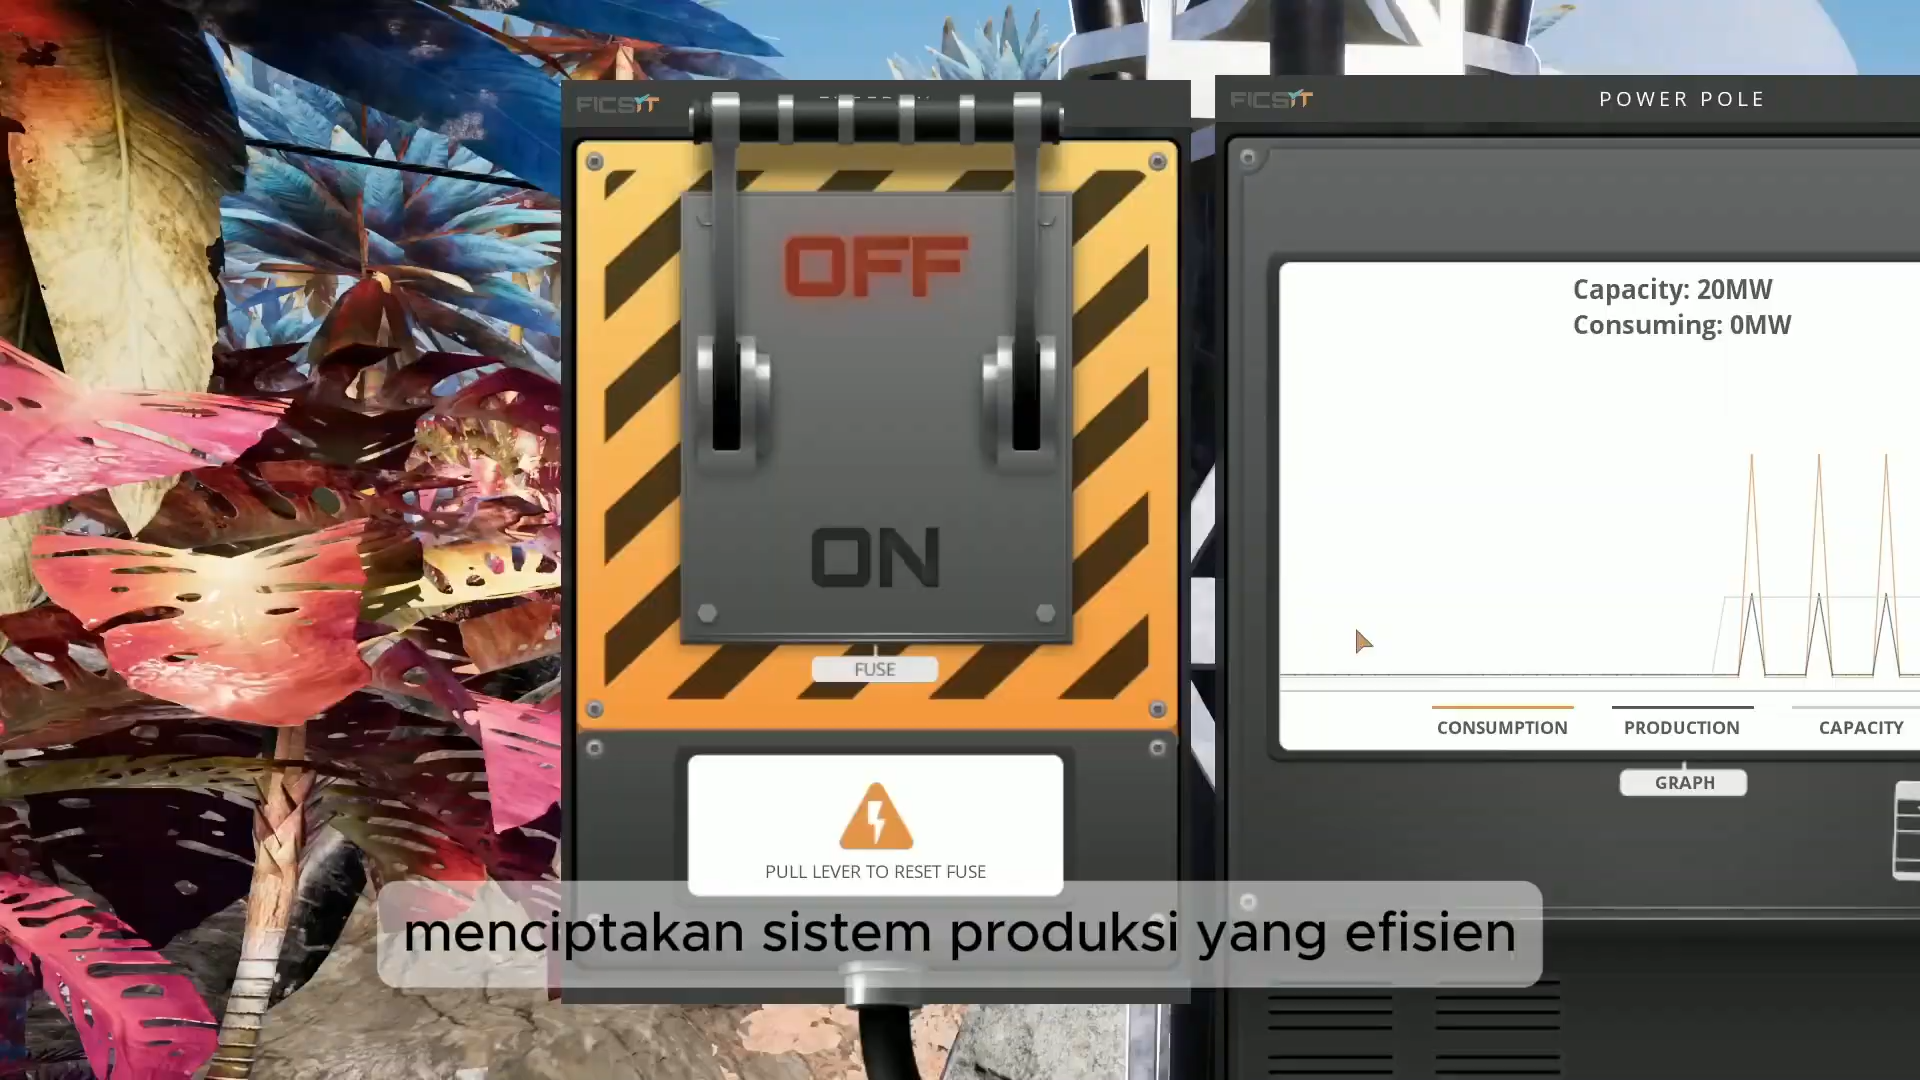 FICSIT
OFF
ON
FUSE
PULL LEVER TO RESET FUSE
FICSIT
POWER POLE
Capacity: 20MW
Consuming: 0MW
CONSUMPTION
PRODUCTION
CAPACITY
GRAPH
menciptakan sistem produksi yang efisien